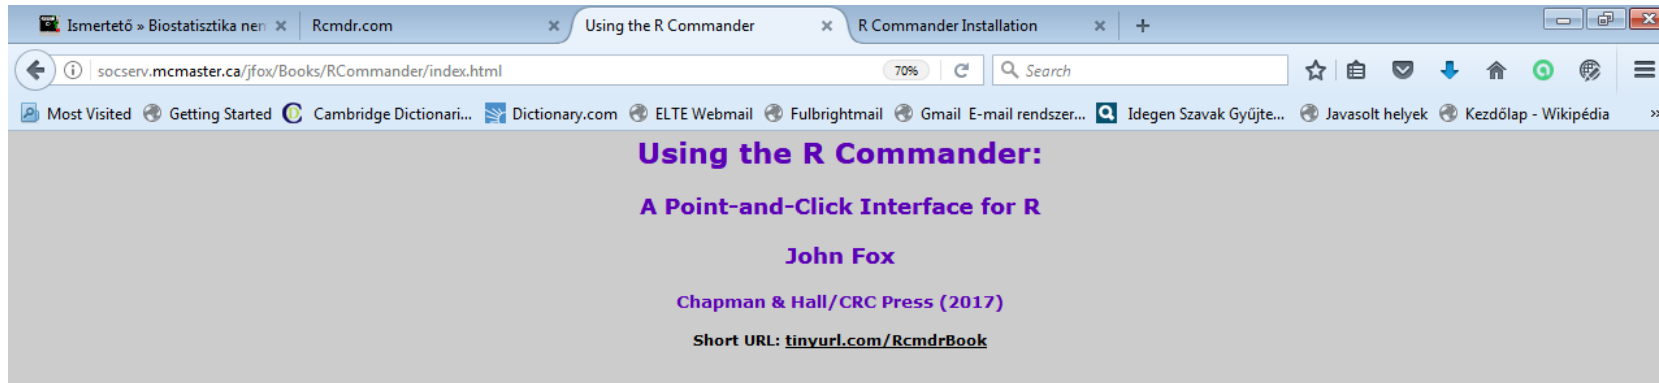 Ismertető » Biostatisztika nen Rcmdr.com Using the R Commander R Commander Installation
socserv.mcmaster.ca/jfox/Books/RCommander/index.html 70% Search
Most Visited Getting Started Cambridge Dictionari... Dictionary.com ELTE Webmail Fulbrightmail Gmail E-mail rendszer... Idegen Szavak Gyűjte... Javasolt helyek Kezdőlap - Wikipédia
Using the R Commander:
A Point-and-Click Interface for R
John Fox
Chapman & Hall/CRC Press (2017)
Short URL: tinyurl.com/RcmdrBook